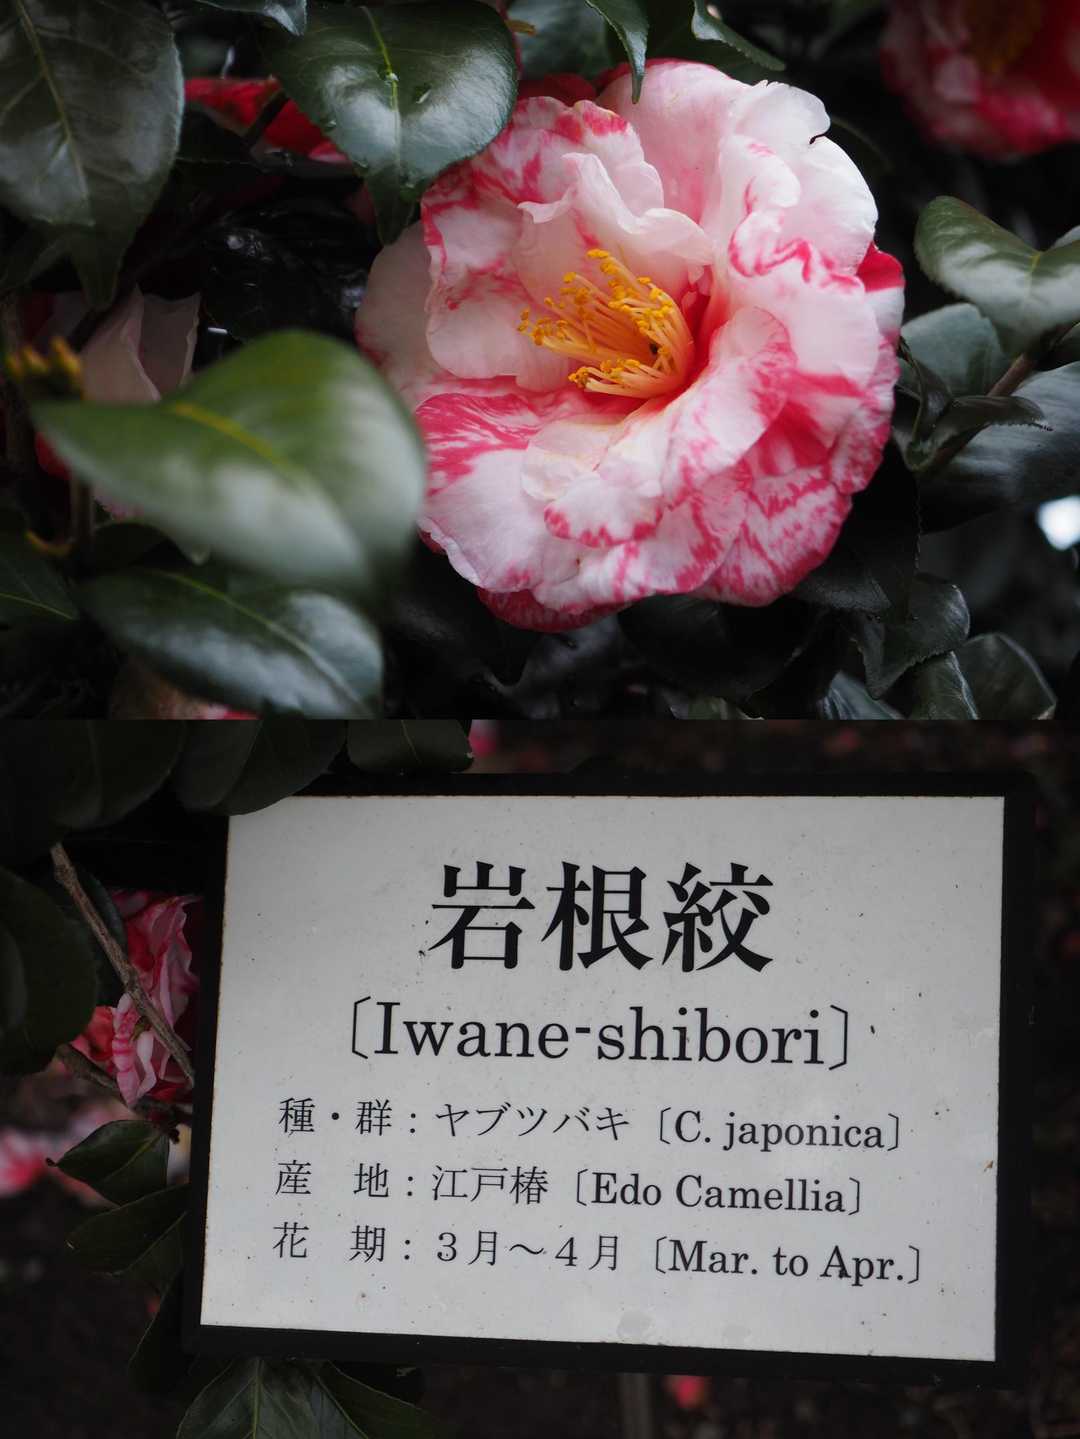 岩根絞
〔Iwane-shibori〕
種・群：ヤブツバキ〔C. japonica〕
産　地：江戸椿〔Edo Camellia〕
花　期：３月～４月〔Mar. to Apr.〕